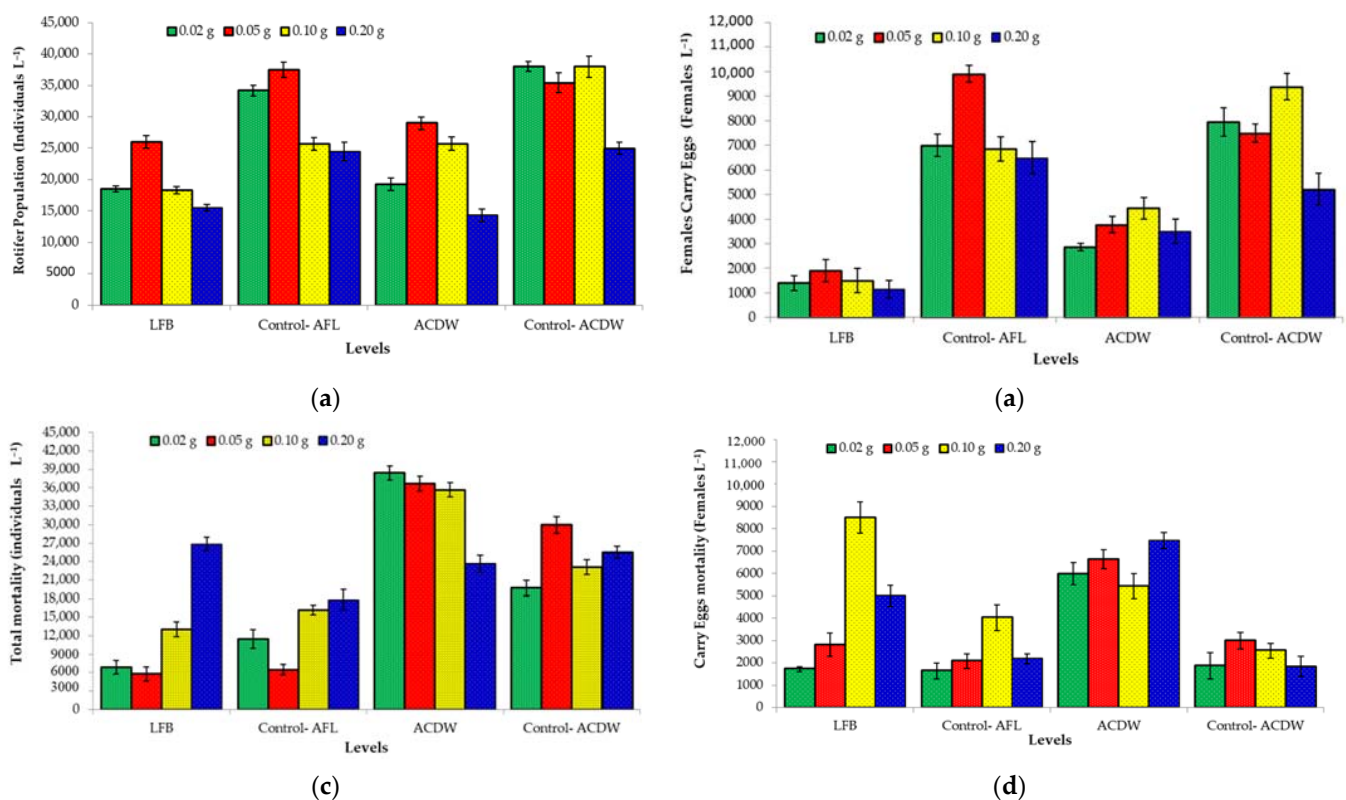 45,000
40,000
35,000
30,000
25,000
20,000
15,000
10,000
5000
0
Rotifer Population (Individuals L⁻¹)
0.02 g 0.05 g 0.10 g 0.20 g
LFB Control- AFL ACDW Control- ACDW
Levels
(a)
12,000
11,000
10,000
9000
8000
7000
6000
5000
4000
3000
2000
1000
0
Females Carry Eggs (Females L⁻¹)
0.02 g 0.05 g 0.10 g 0.20 g
LFB Control- AFL ACDW Control- ACDW
Levels
(a)
45,000
42,000
39,000
36,000
33,000
30,000
27,000
24,000
21,000
18,000
15,000
12,000
9000
6000
3000
0
Total mortality (individuals L⁻¹)
0.02 g 0.05 g 0.10 g 0.20 g
LFB Control- AFL ACDW Control- ACDW
Levels
(c)
12,000
11,000
10,000
9000
8000
7000
6000
5000
4000
3000
2000
1000
0
Carry Eggs mortality (Females L⁻¹)
0.02 g 0.05 g 0.10 g 0.20 g
LFB Control- AFL ACDW Control- ACDW
Levels
(d)